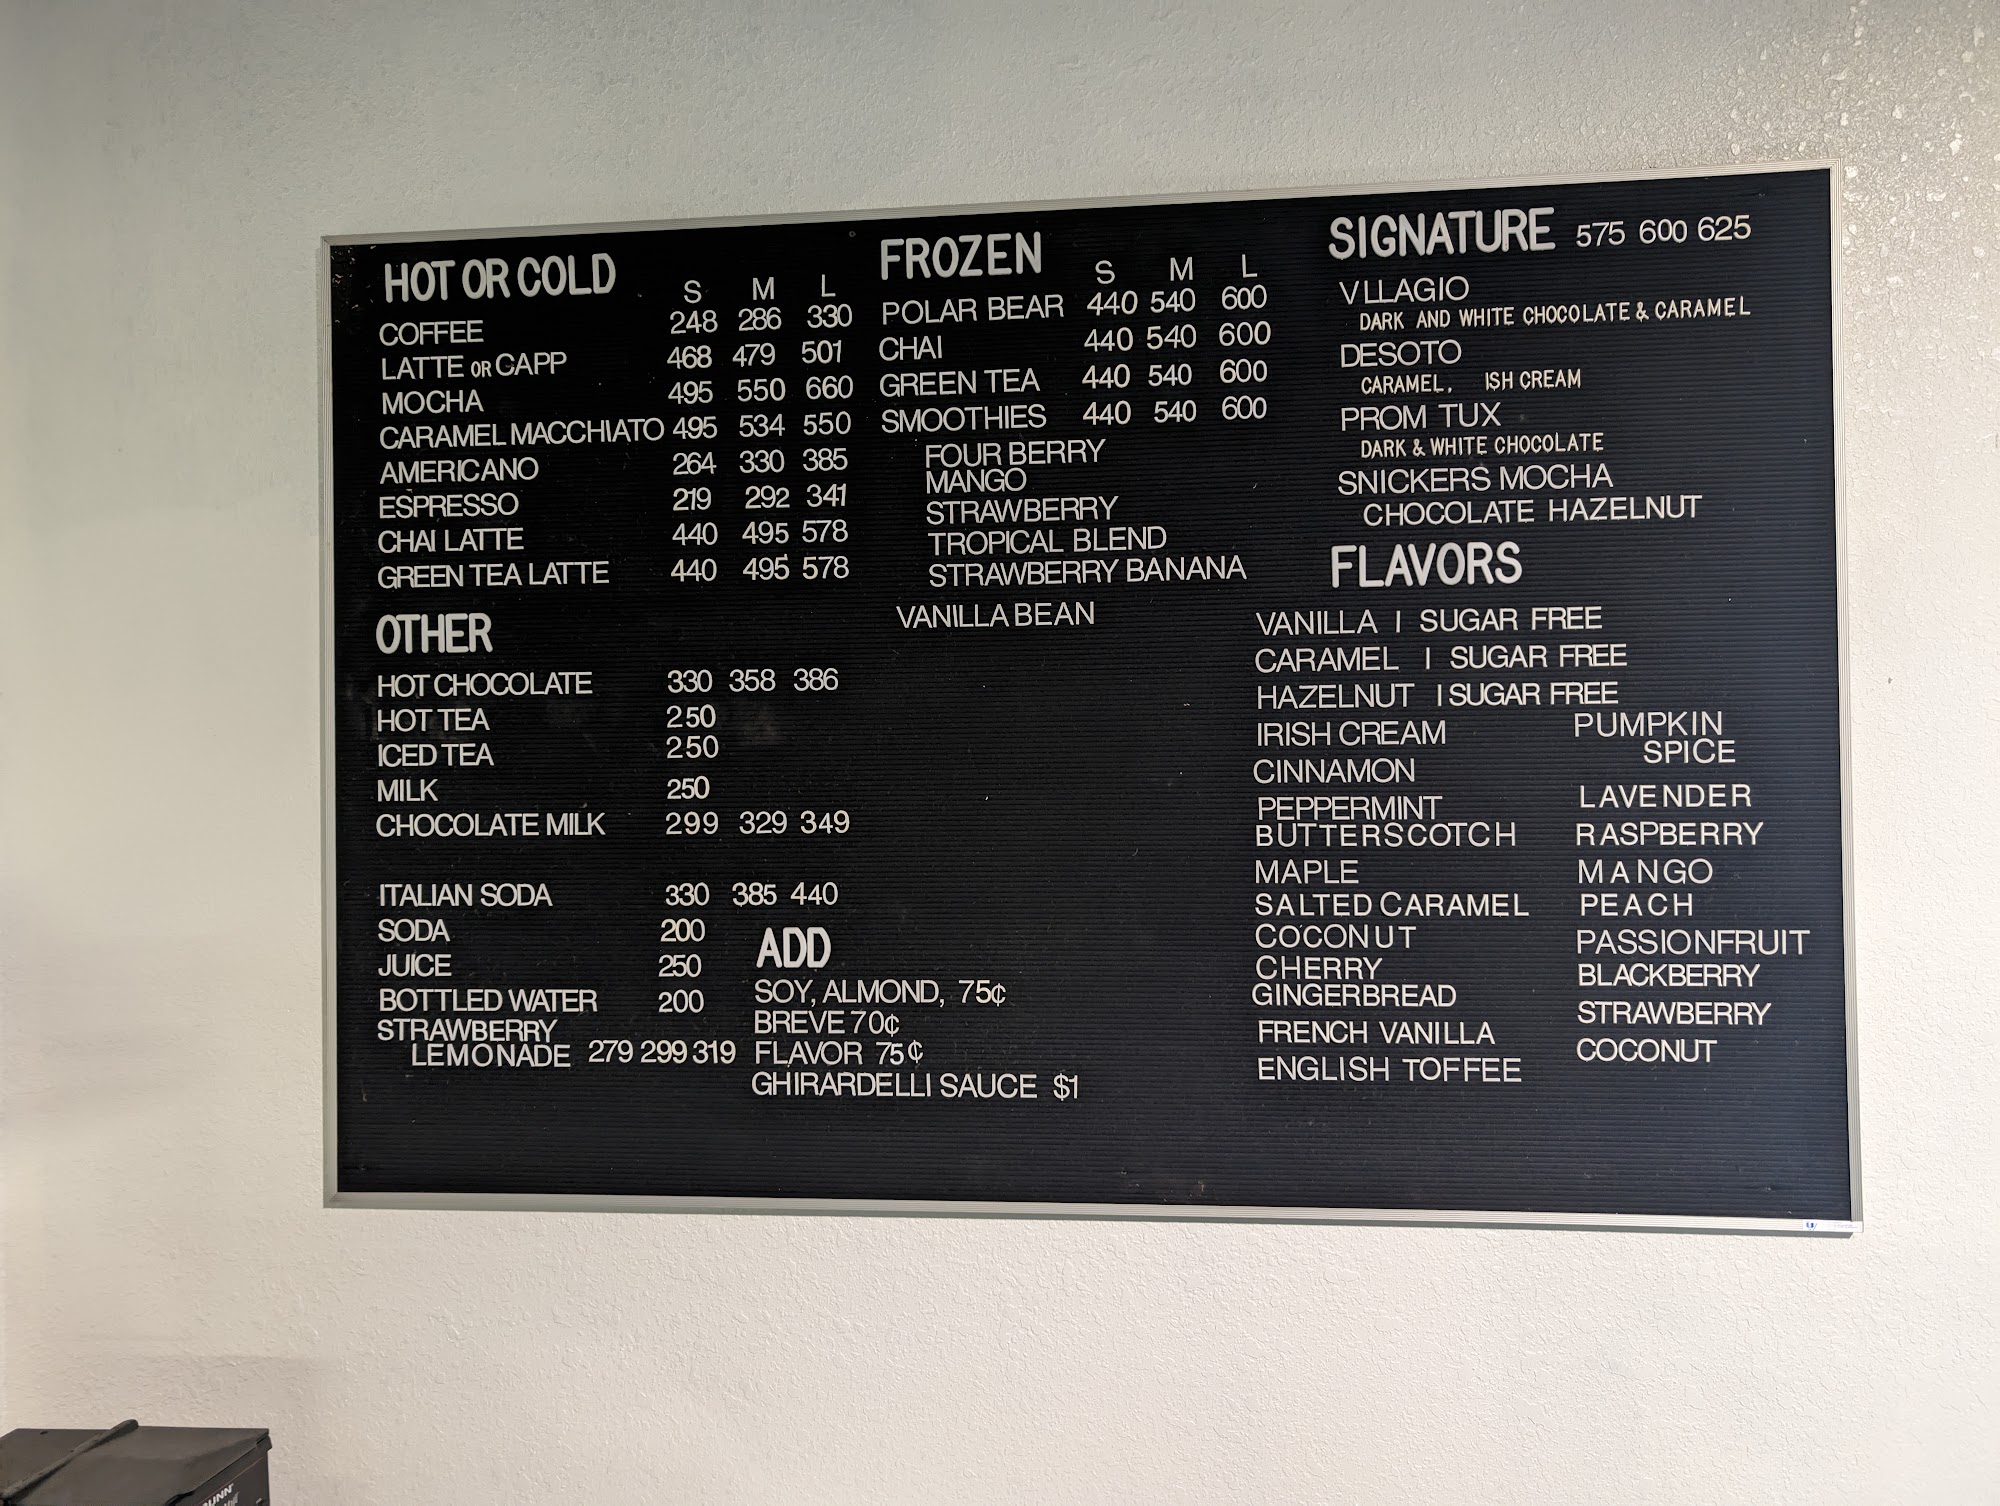 HOT OR COLD
S M L
COFFEE 248 286 330
LATTE OR CAPP 468 479 501
MOCHA 495 550 660
CARAMEL MACCHIATO 495 534 550
AMERICANO 264 330 385
ESPRESSO 219 292 341
CHAI LATTE 440 495 578
GREEN TEA LATTE 440 495 578
OTHER
HOT CHOCOLATE 330 358 386
HOT TEA 250
ICED TEA 250
MILK 250
CHOCOLATE MILK 299 329 349
ITALIAN SODA 330 385 440
SODA 200
JUICE 250
BOTTLED WATER 200
STRAWBERRY
LEMONADE 279 299 319
ADD
SOY, ALMOND, 75¢
BREVE 70¢
FLAVOR 75¢
GHIRARDELLI SAUCE $1
FROZEN
S M L
POLAR BEAR 440 540 600
CHAI 440 540 600
GREEN TEA 440 540 600
SMOOTHIES 440 540 600
FOUR BERRY
MANGO
STRAWBERRY
TROPICAL BLEND
STRAWBERRY BANANA
VANILLA BEAN
SIGNATURE 575 600 625
VLLAGIO
DARK AND WHITE CHOCOLATE & CARAMEL
DESOTO
CARAMEL, ISH CREAM
PROM TUX
DARK & WHITE CHOCOLATE
SNICKERS MOCHA
CHOCOLATE HAZELNUT
FLAVORS
VANILLA | SUGAR FREE
CARAMEL | SUGAR FREE
HAZELNUT | SUGAR FREE
IRISH CREAM
CINNAMON
PEPPERMINT
BUTTERSCOTCH
MAPLE
SALTED CARAMEL
COCONUT
CHERRY
GINGERBREAD
FRENCH VANILLA
ENGLISH TOFFEE
PUMPKIN
SPICE
LAVENDER
RASPBERRY
MANGO
PEACH
PASSIONFRUIT
BLACKBERRY
STRAWBERRY
COCONUT